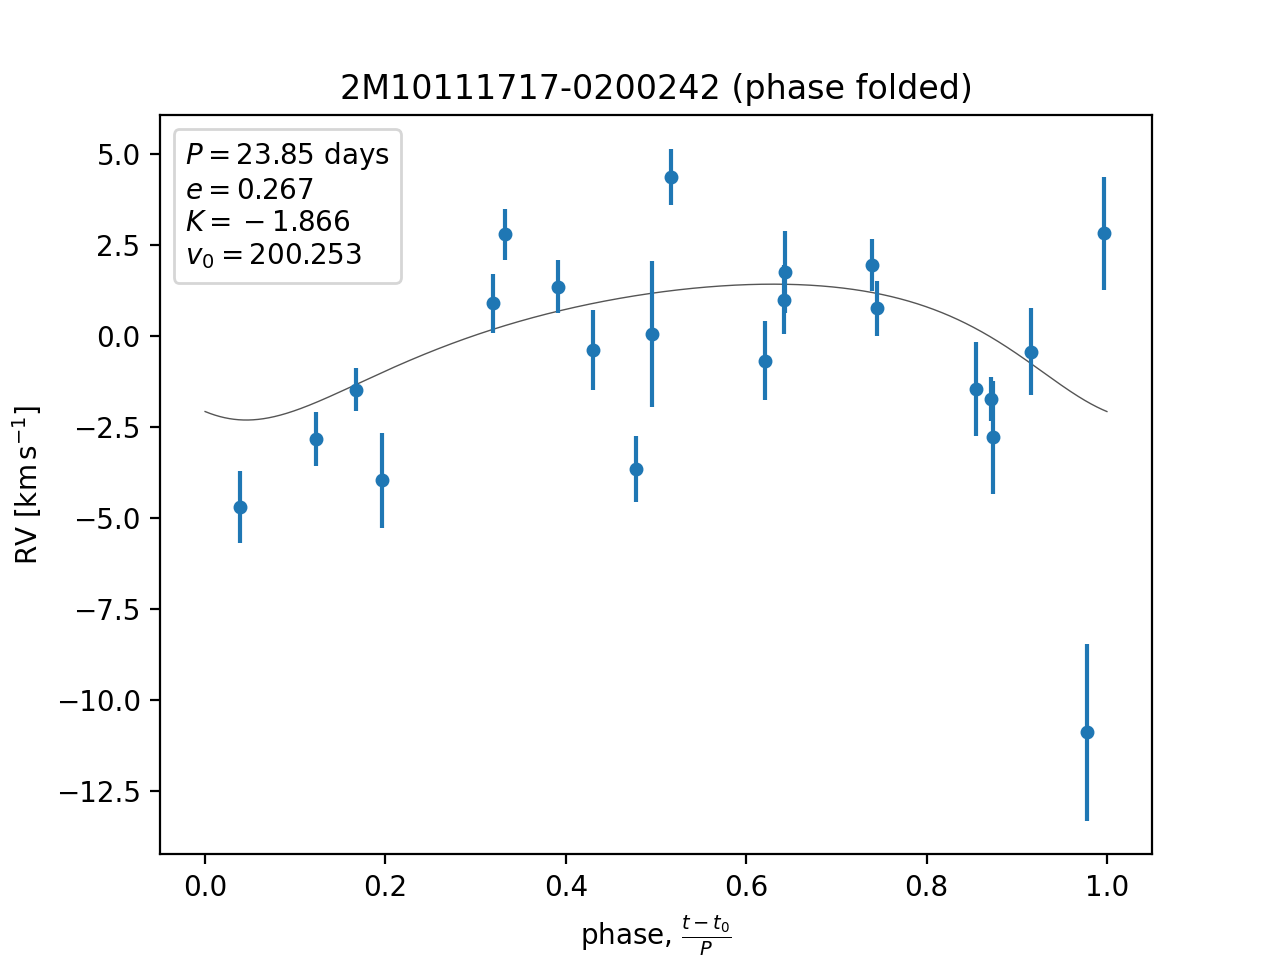 2M10111717-0200242 (phase folded)
P = 23.85 days
e = 0.267
K = −1.866
v₀ = 200.253
5.0
2.5
0.0
−2.5
−5.0
−7.5
−10.0
−12.5
RV [km s⁻¹]
0.0 0.2 0.4 0.6 0.8 1.0
phase, (t − t₀)/P